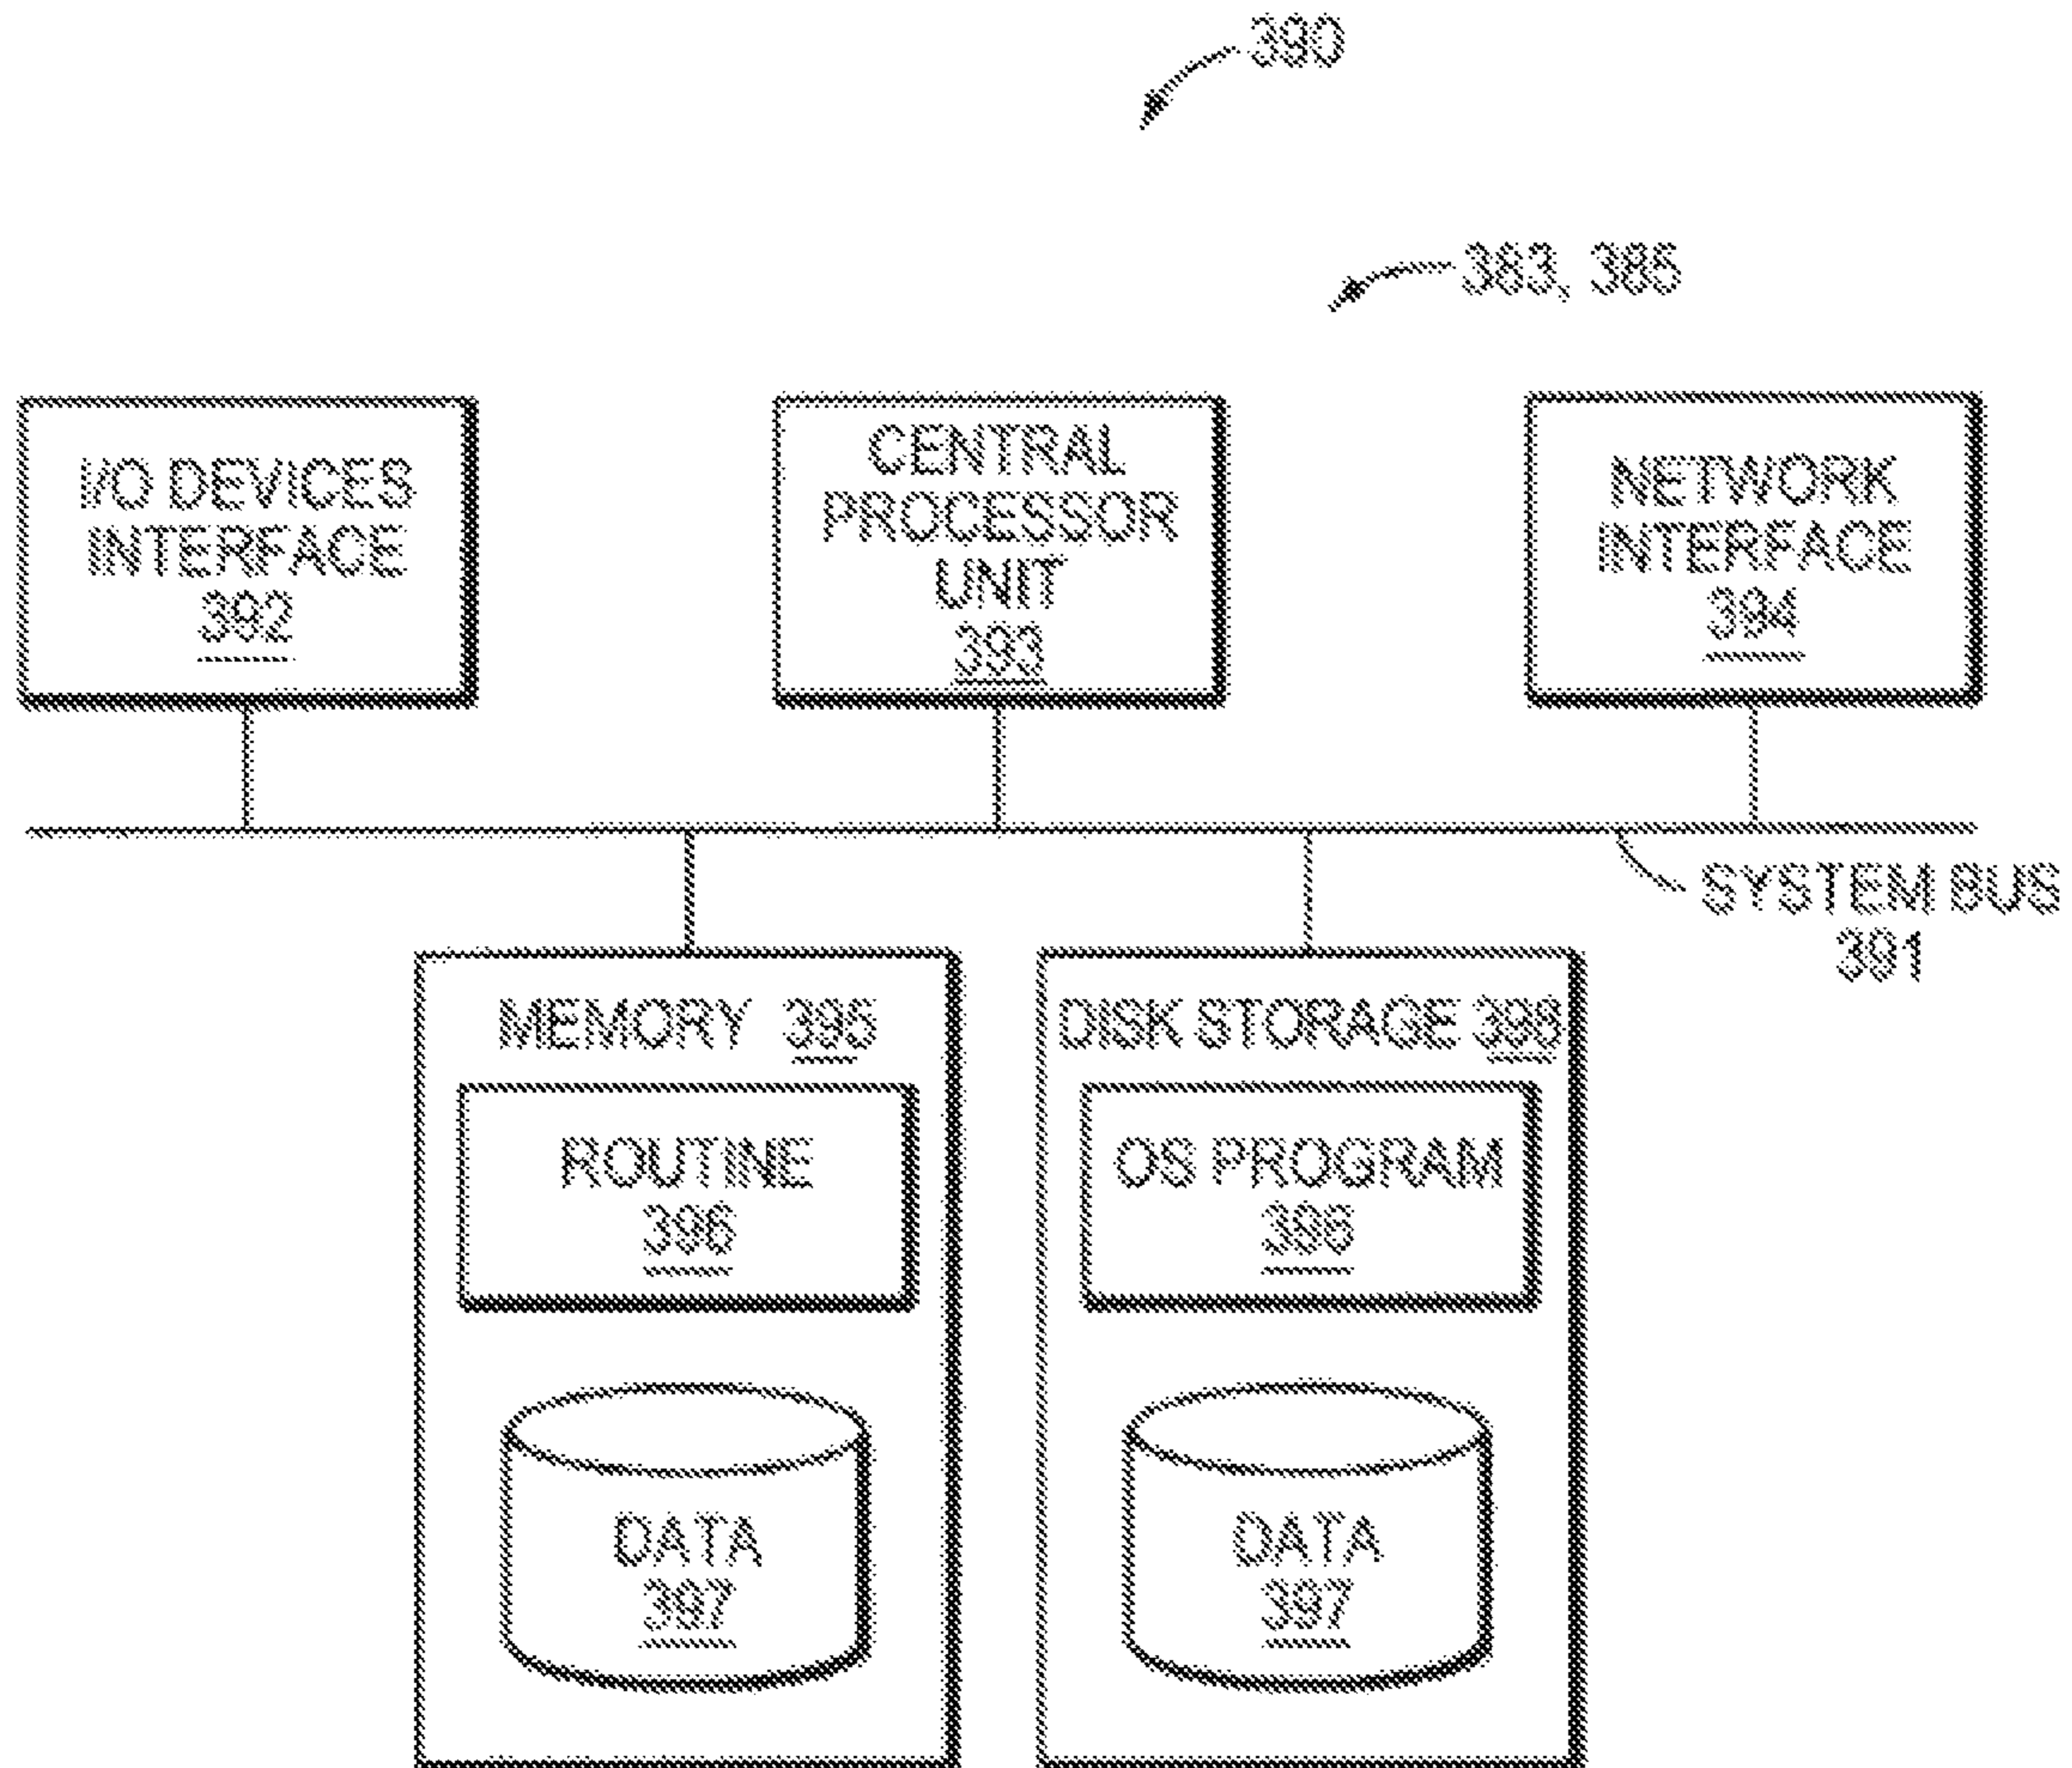 390
383, 385
I/O DEVICES
INTERFACE
392
CENTRAL
PROCESSOR
UNIT
393
NETWORK
INTERFACE
394
SYSTEM BUS
391
MEMORY 395
ROUTINE
396
DATA
397
DISK STORAGE 398
OS PROGRAM
396
DATA
397